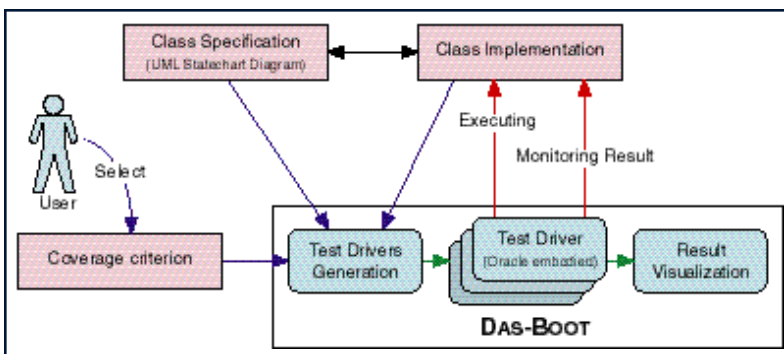 Class Specification
(UML Statechart Diagram)
Class Implementation
Executing
Monitoring Result
Select
User
Coverage criterion
Test Drivers
Generation
Test Driver
(Oracle embodied)
Result
Visualization
DAS-BOOT